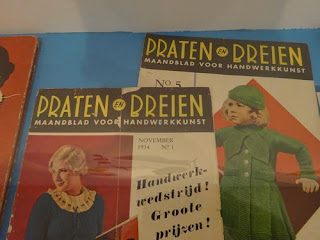 PRATEN EN BREIEN
MAANDBLAD VOOR HANDWERKKUNST
No 5
PRATEN EN BREIEN
MAANDBLAD VOOR HANDWERKKUNST
NOVEMBER
1934 No 1
Handwerk-
wedstrijd!
Groote
prijzen!